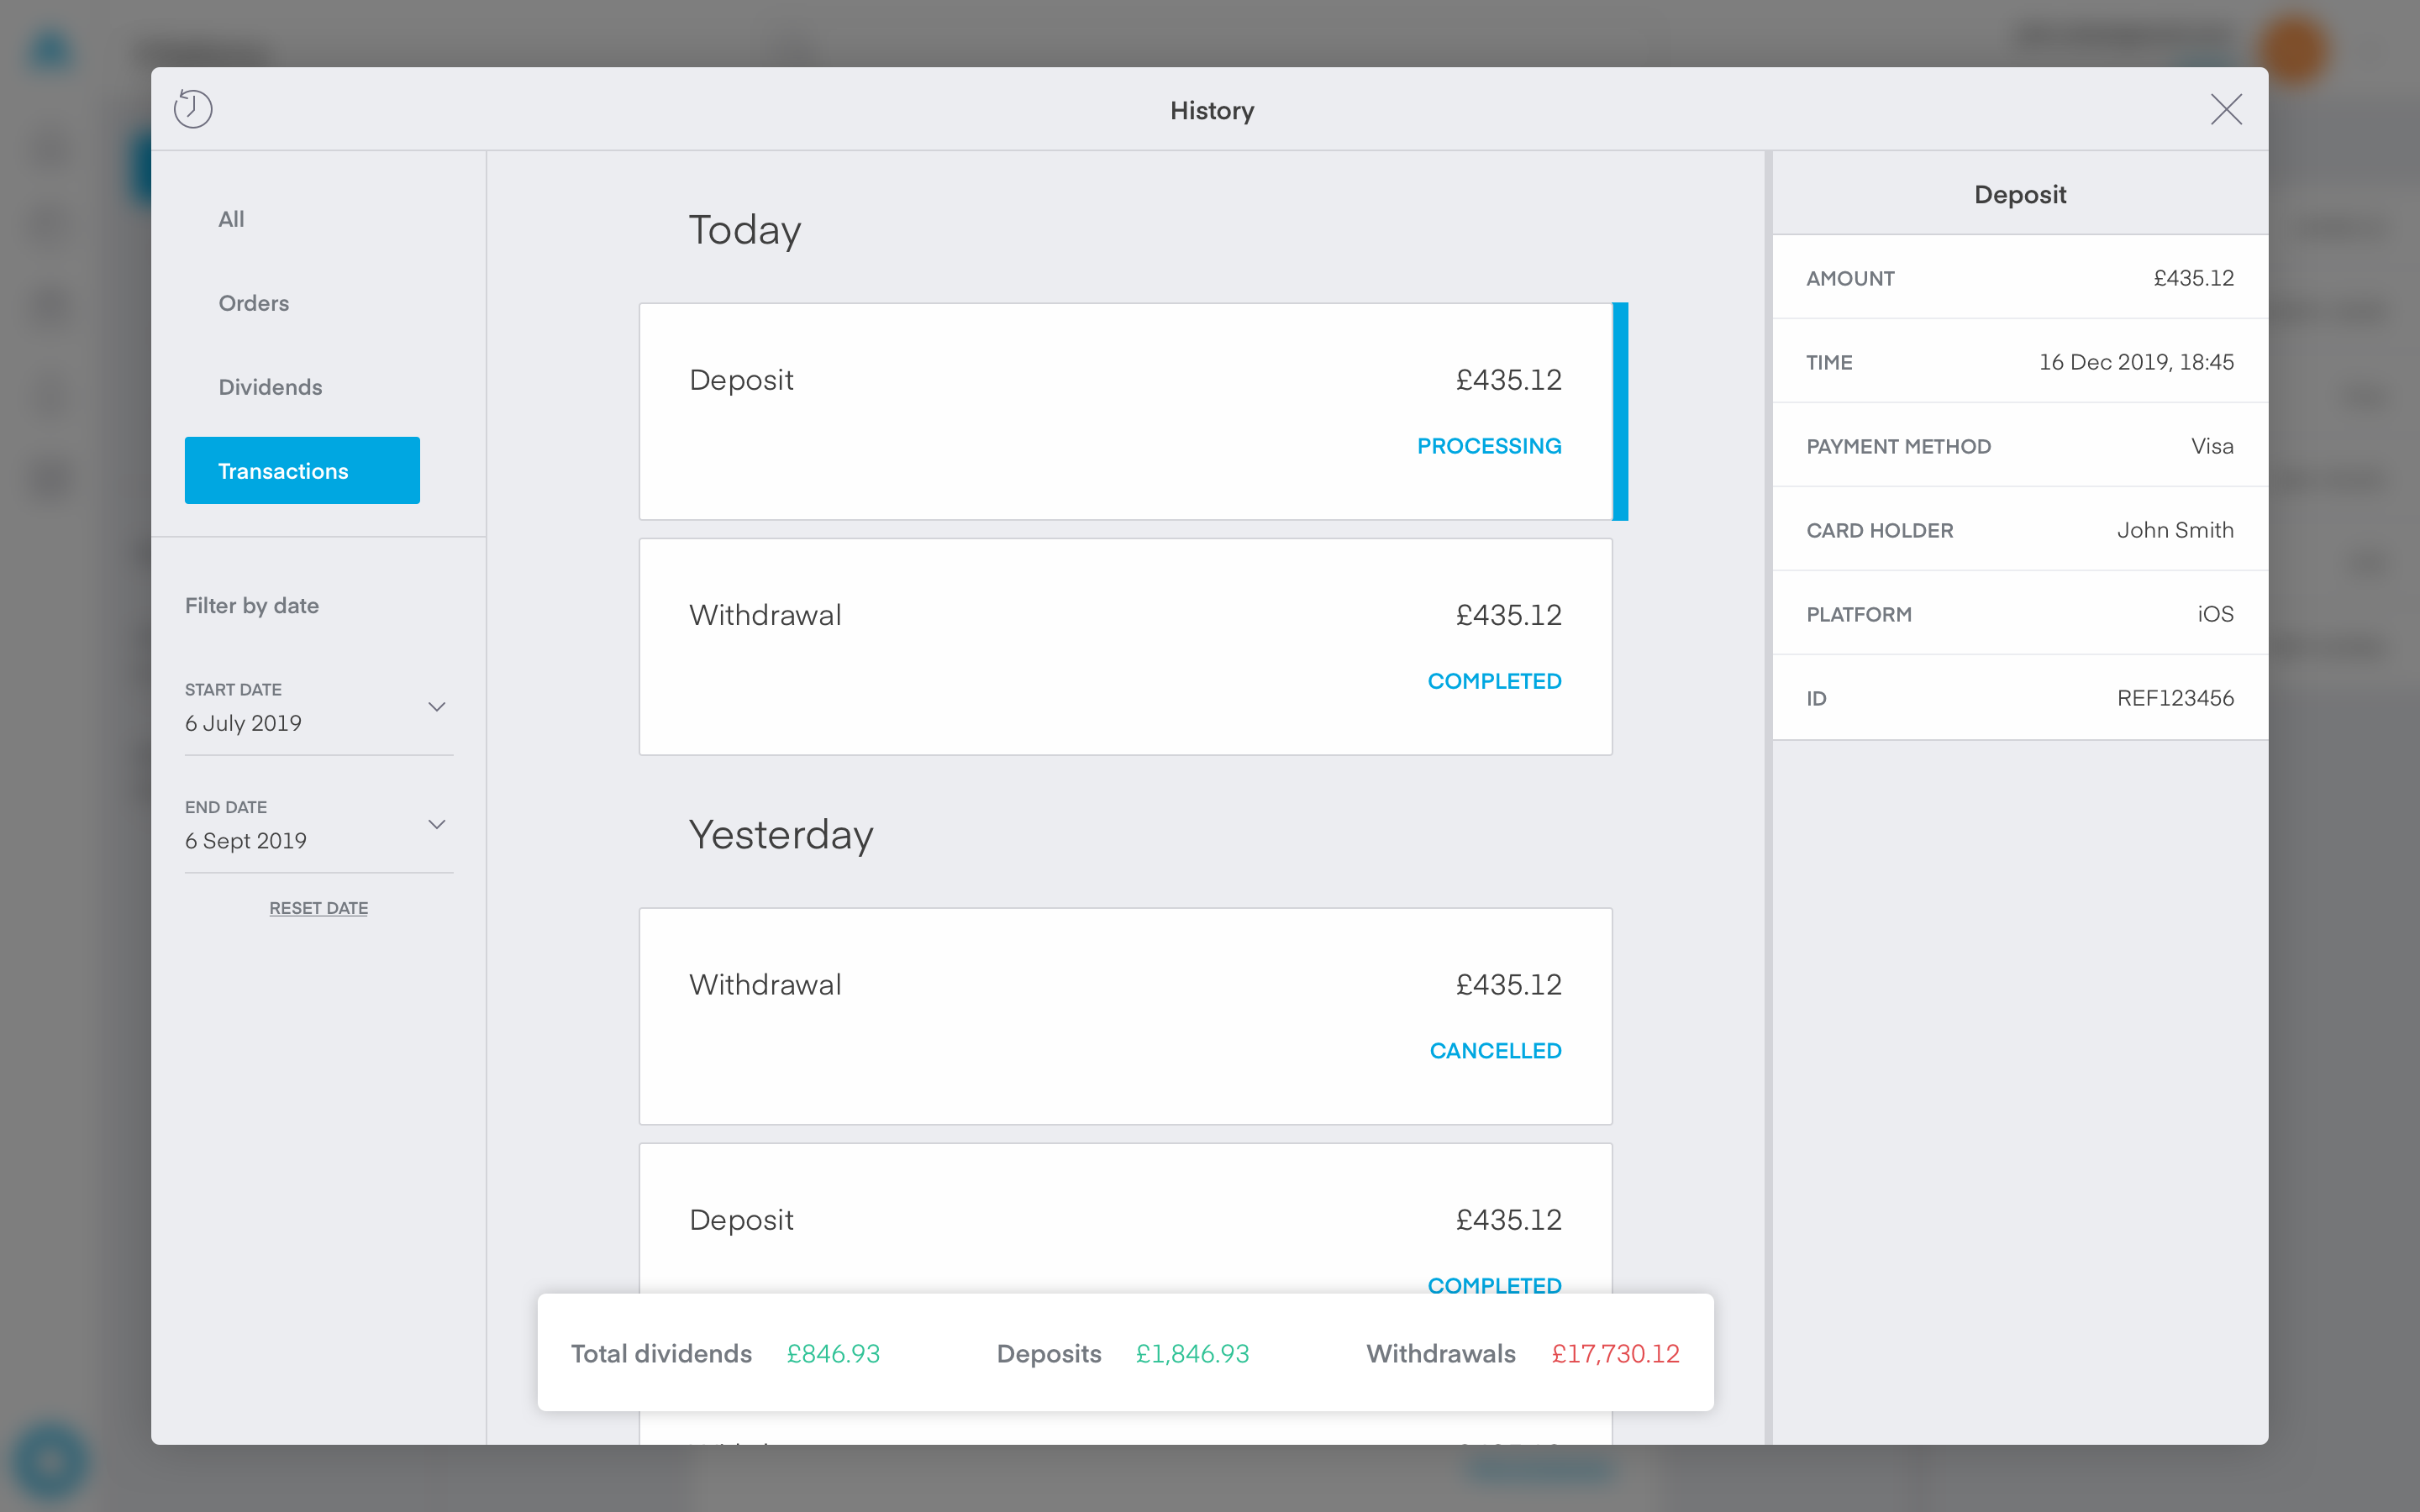 History
All
Orders
Dividends
Transactions
Filter by date
START DATE
6 July 2019
END DATE
6 Sept 2019
RESET DATE
Today
Deposit £435.12
PROCESSING
Withdrawal £435.12
COMPLETED
Yesterday
Withdrawal £435.12
CANCELLED
Deposit £435.12
COMPLETED
Total dividends £846.93 Deposits £1,846.93 Withdrawals £17,730.12
Deposit
AMOUNT £435.12
TIME 16 Dec 2019, 18:45
PAYMENT METHOD Visa
CARD HOLDER John Smith
PLATFORM iOS
ID REF123456